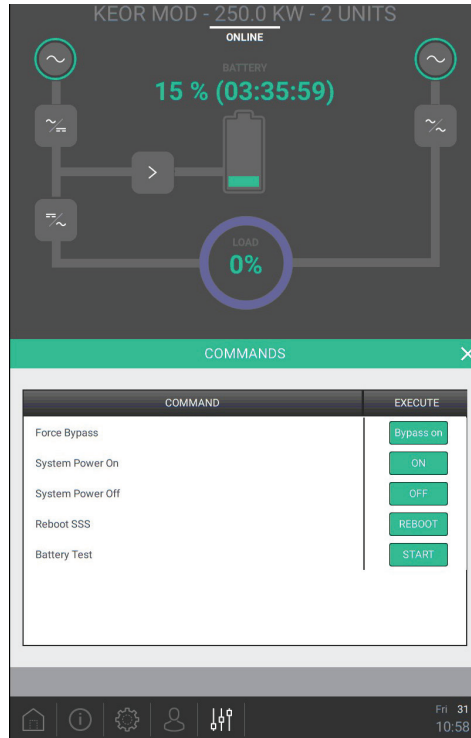 KEOR MOD - 250.0 KW - 2 UNITS
ONLINE
BATTERY
15 % (03:35:59)
LOAD
0%
COMMANDS
COMMAND EXECUTE
Force Bypass Bypass on
System Power On ON
System Power Off OFF
Reboot SSS REBOOT
Battery Test START
Fri 31
10:58